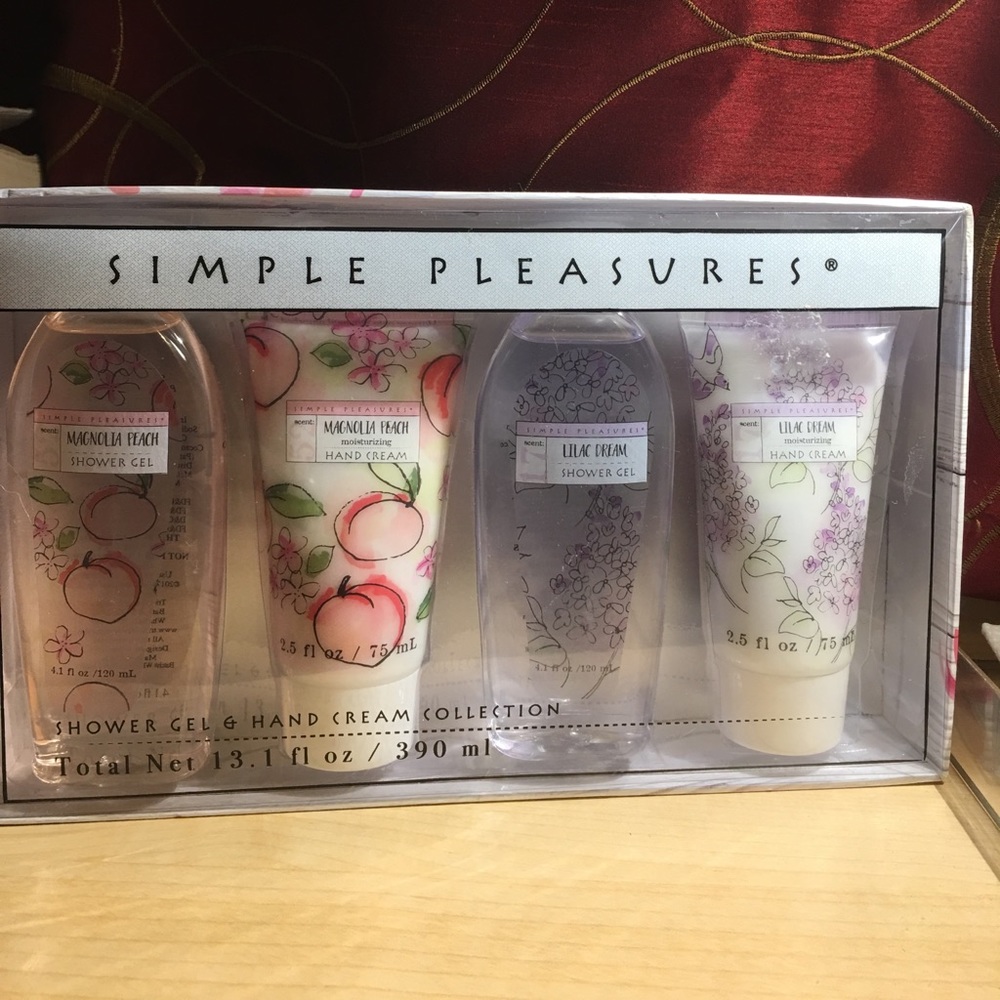 SIMPLE PLEASURES®
SIMPLE PLEASURES®
scent:
MAGNOLIA PEACH
SHOWER GEL
4.1 fl oz / 120 mL
SIMPLE PLEASURES®
scent:
MAGNOLIA PEACH
moisturizing
HAND CREAM
2.5 fl oz / 75 mL
SIMPLE PLEASURES®
scent:
LILAC DREAM
SHOWER GEL
4.1 fl oz / 120 mL
SIMPLE PLEASURES®
scent:
LILAC DREAM
moisturizing
HAND CREAM
2.5 fl oz / 75 mL
SHOWER GEL & HAND CREAM COLLECTION
Total Net 13.1 fl oz / 390 ml